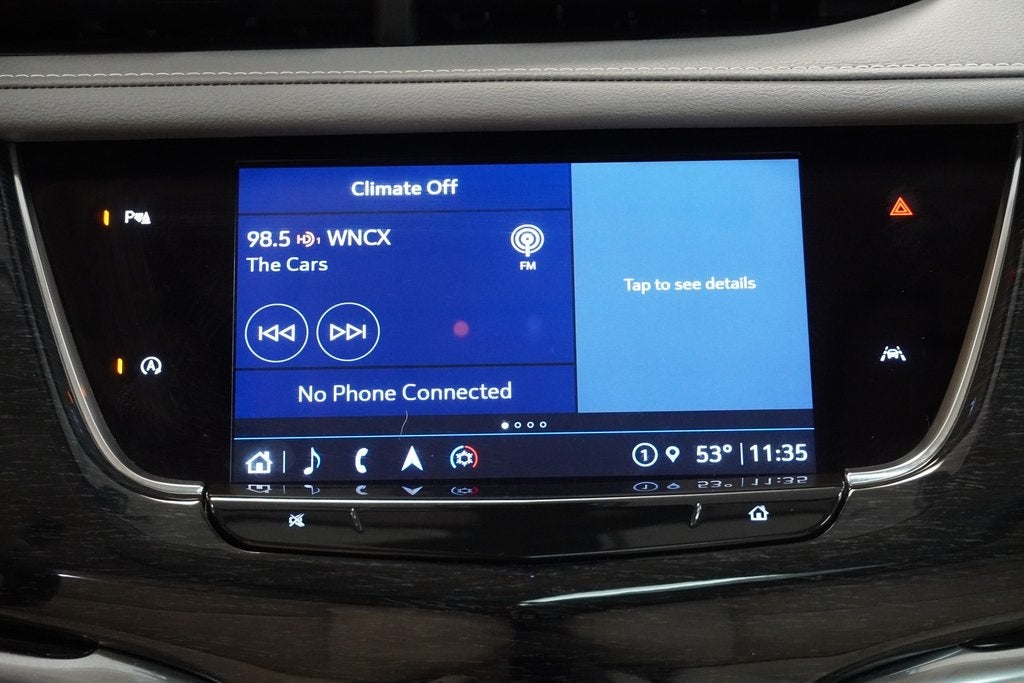 Climate Off
98.5 HD1 WNCX
The Cars
FM
No Phone Connected
Tap to see details
P
A
1 53° 11:35